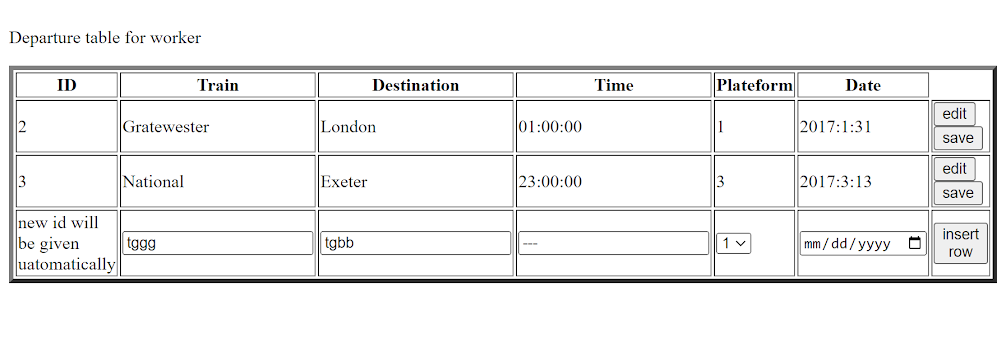 Departure table for worker
ID Train Destination Time Plateform Date
2 Gratewester London 01:00:00 1 2017:1:31 edit save
3 National Exeter 23:00:00 3 2017:3:13 edit save
new id will be given uatomatically tggg tgbb --- 1 mm/dd/yyyy insert row